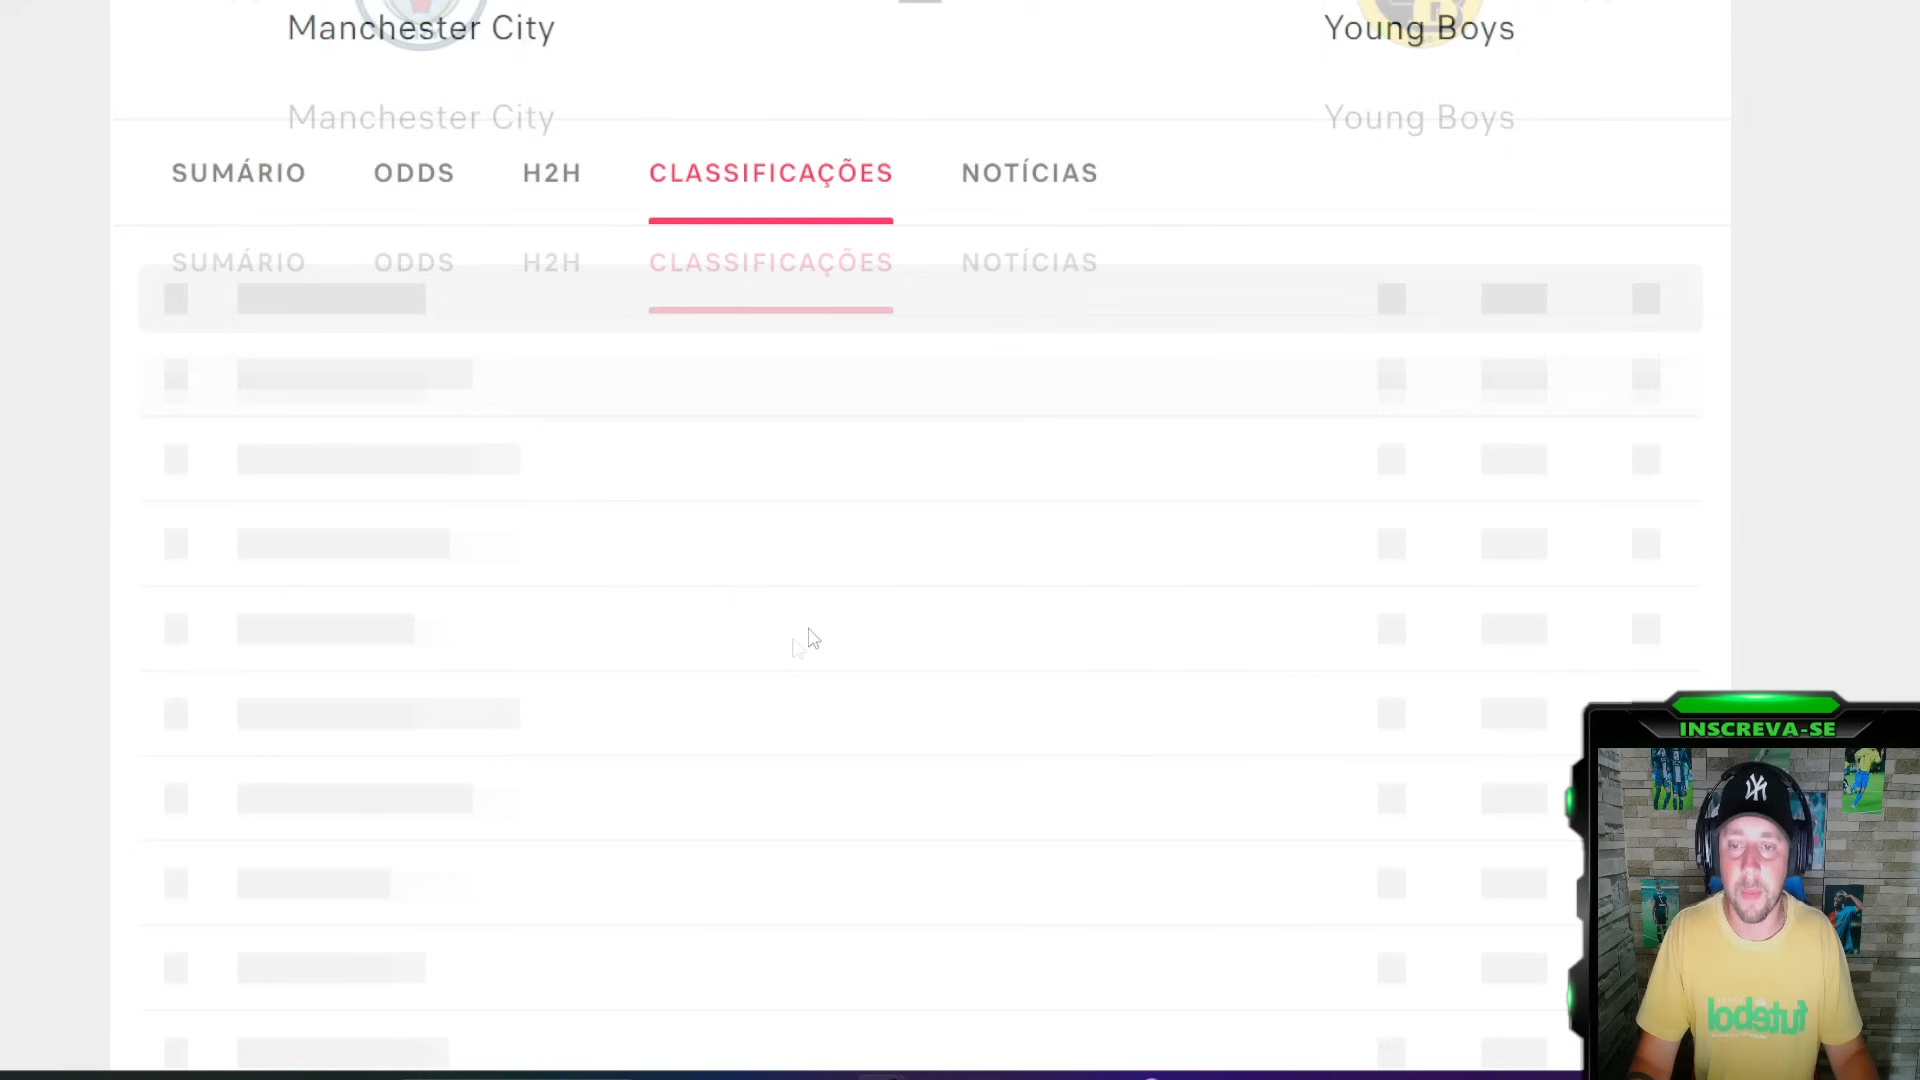 Manchester City
Young Boys
Manchester City
Young Boys
SUMÁRIO ODDS H2H CLASSIFICAÇÕES NOTÍCIAS
SUMÁRIO ODDS H2H CLASSIFICAÇÕES NOTÍCIAS
INSCREVA-SE
futebol